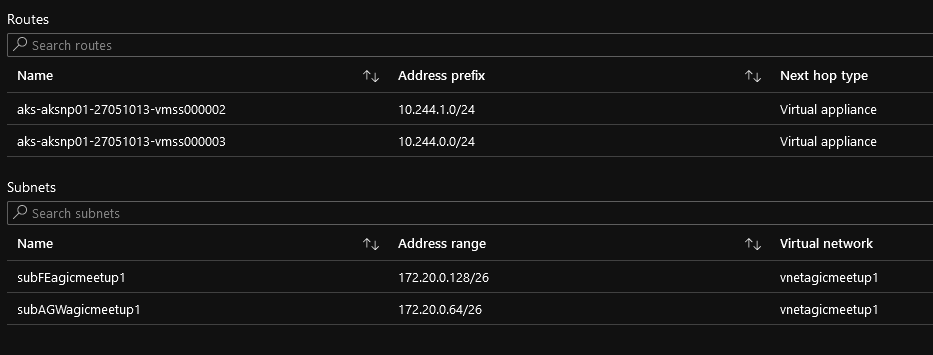 Routes
Search routes
Name Address prefix Next hop type
aks-aksnp01-27051013-vmss000002 10.244.1.0/24 Virtual appliance
aks-aksnp01-27051013-vmss000003 10.244.0.0/24 Virtual appliance
Subnets
Search subnets
Name Address range Virtual network
subFEagicmeetup1 172.20.0.128/26 vnetagicmeetup1
subAGWagicmeetup1 172.20.0.64/26 vnetagicmeetup1